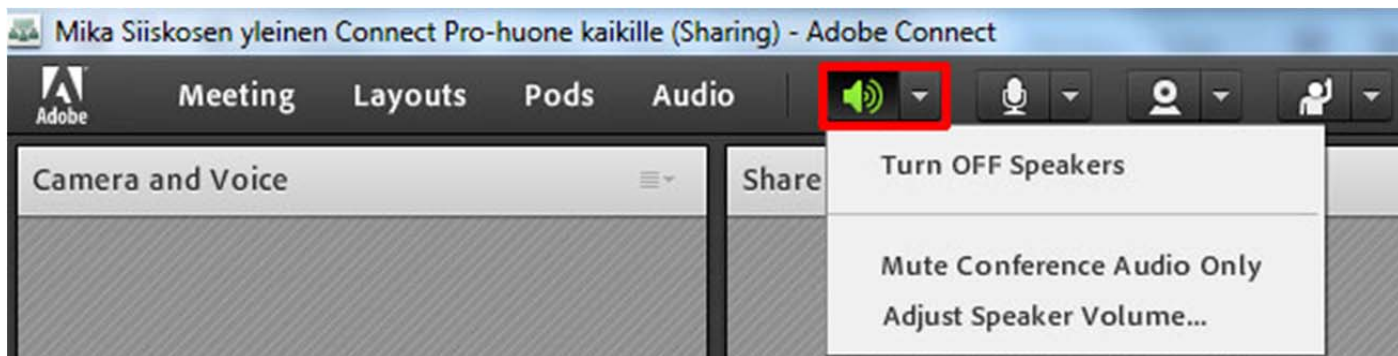 Mika Siiskosen yleinen Connect Pro-huone kaikille (Sharing) - Adobe Connect
Adobe Meeting Layouts Pods Audio
Camera and Voice Share
Turn OFF Speakers
Mute Conference Audio Only
Adjust Speaker Volume...